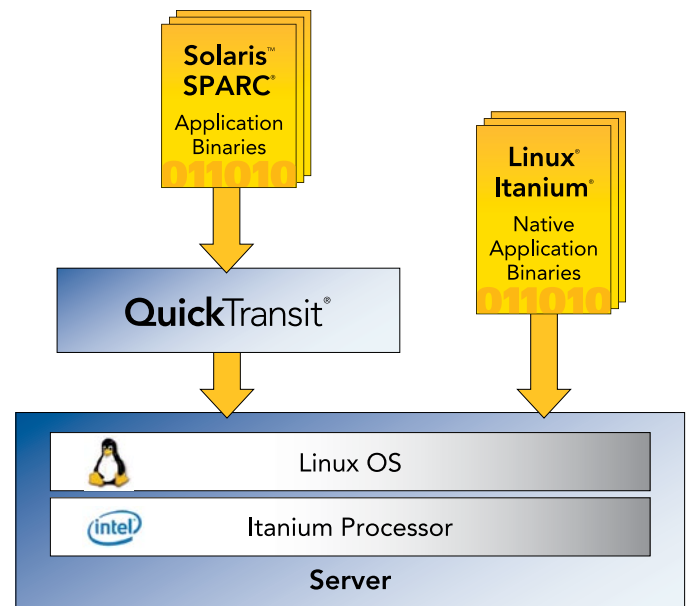 Solaris™
SPARC®
Application
Binaries
011010
Linux®
Itanium®
Native
Application
Binaries
011010
QuickTransit®
Linux OS
intel®
Itanium Processor
Server